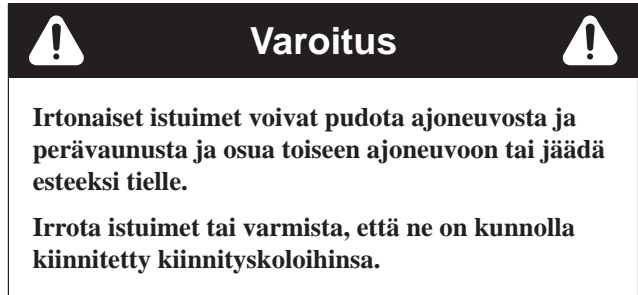 Varoitus
Irtonaiset istuimet voivat pudota ajoneuvosta ja
perävaunusta ja osua toiseen ajoneuvoon tai jäädä
esteeksi tielle.
Irrota istuimet tai varmista, että ne on kunnolla
kiinnitetty kiinnityskoloihinsa.